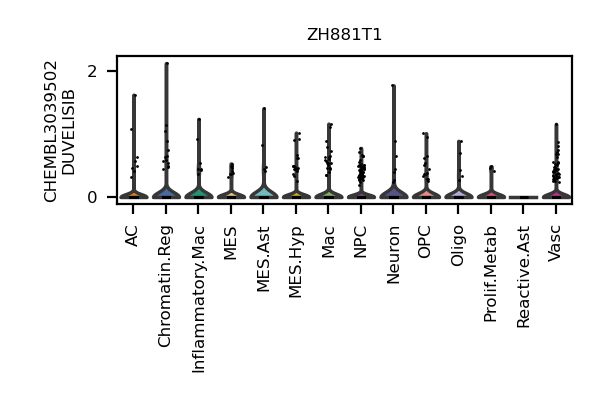 ZH881T1
CHEMBL3039502
DUVELISIB
2
0
AC
Chromatin.Reg
Inflammatory.Mac
MES
MES.Ast
MES.Hyp
Mac
NPC
Neuron
OPC
Oligo
Prolif.Metab
Reactive.Ast
Vasc